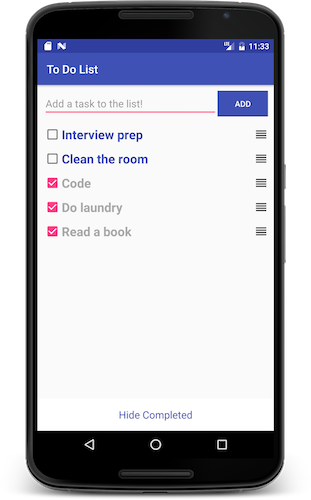 11:33
To Do List
Add a task to the list!
ADD
Interview prep
Clean the room
Code
Do laundry
Read a book
Hide Completed